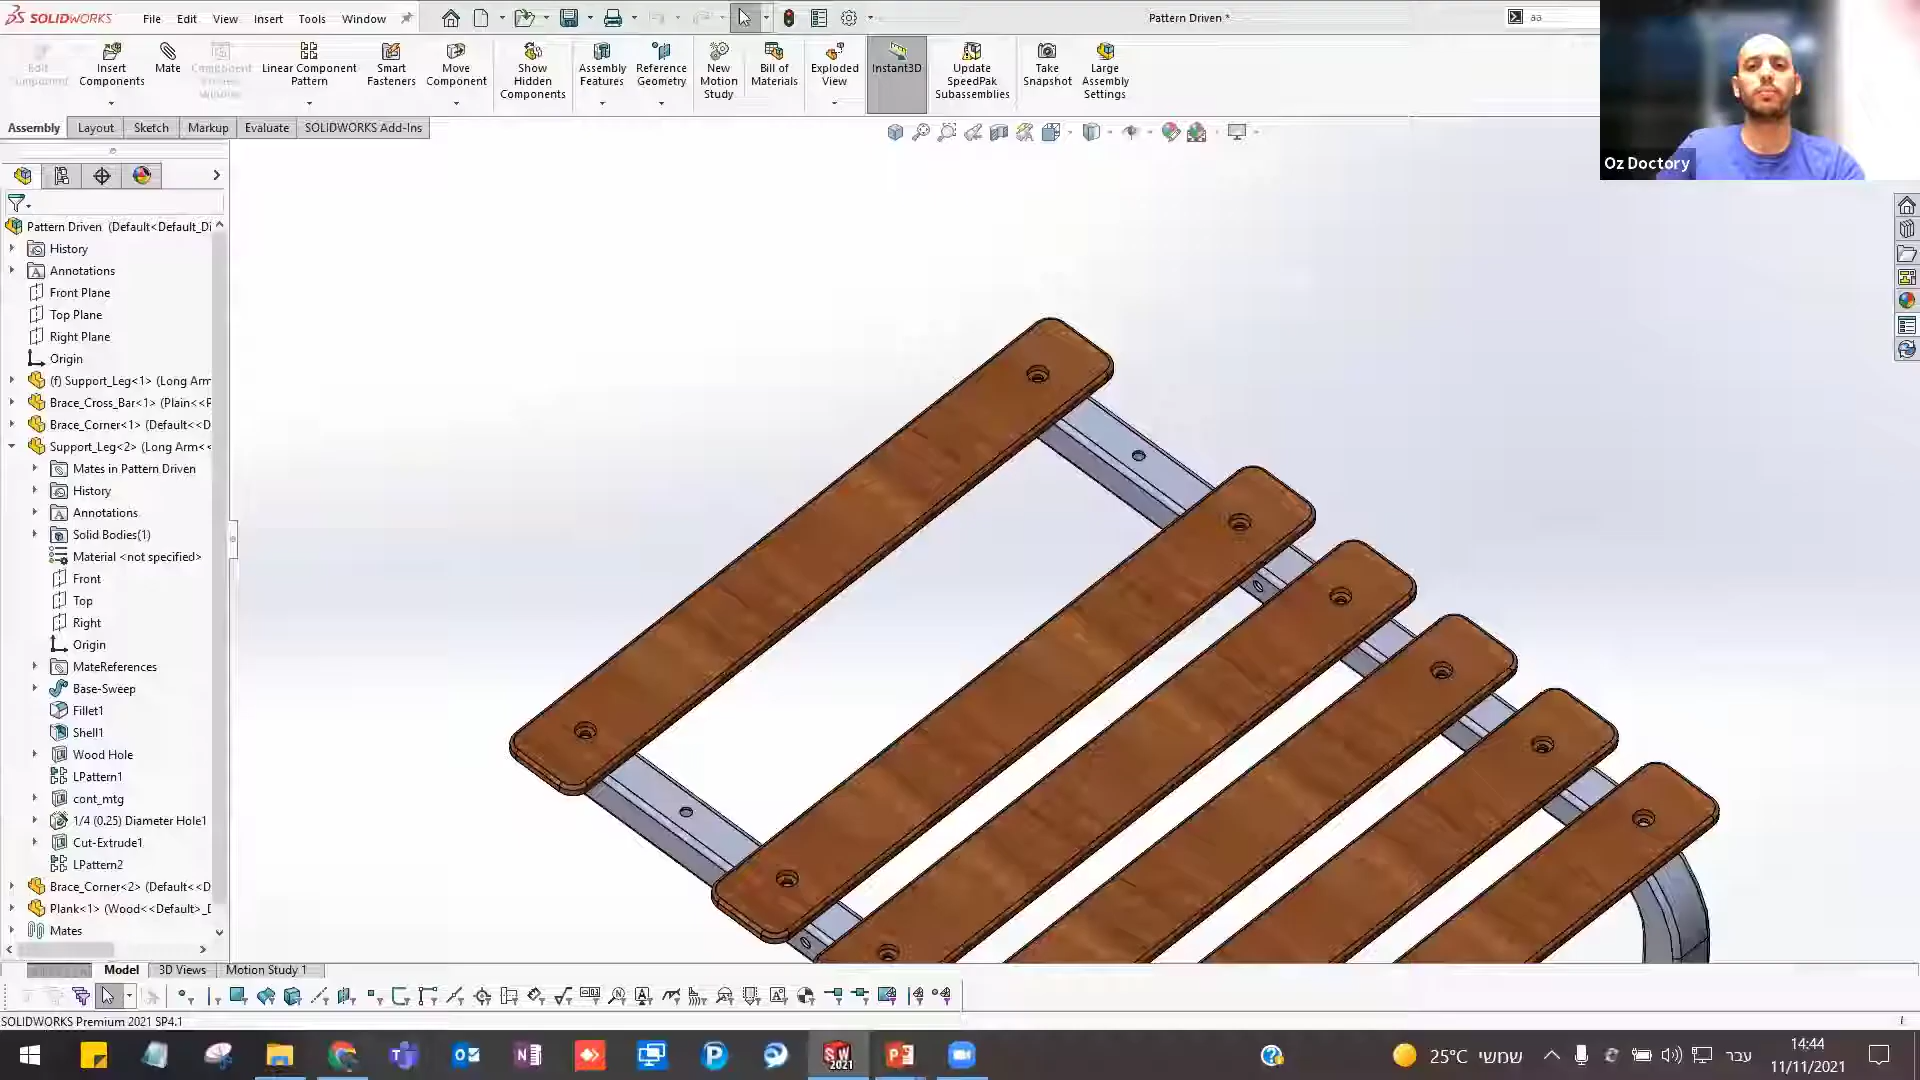 SOLIDWORKS File Edit View Insert Tools Window
Pattern Driven *
aa
Edit Component
Insert Components
Mate
Linear Component Pattern
Smart Fasteners
Move Component
Show Hidden Components
Assembly Features
Reference Geometry
New Motion Study
Bill of Materials
Exploded View
Instant3D
Update SpeedPak Subassemblies
Take Snapshot
Large Assembly Settings
Assembly Layout Sketch Markup Evaluate SOLIDWORKS Add-Ins
Oz Doctory
Pattern Driven (Default<Default_Di
History
Annotations
Front Plane
Top Plane
Right Plane
Origin
(f) Support_Leg<1> (Long Arm
Brace_Cross_Bar<1> (Plain<<P
Brace_Corner<1> (Default<<D
Support_Leg<2> (Long Arm<<
Mates in Pattern Driven
History
Annotations
Solid Bodies(1)
Material <not specified>
Front
Top
Right
Origin
MateReferences
Base-Sweep
Fillet1
Shell1
Wood Hole
LPattern1
cont_mtg
1/4 (0.25) Diameter Hole1
Cut-Extrude1
LPattern2
Brace_Corner<2> (Default<<D
Plank<1> (Wood<<Default>_D
Mates
Model 3D Views Motion Study 1
SOLIDWORKS Premium 2021 SP4.1
SW 2021
25°C שמשי
עבר
14:44
11/11/2021